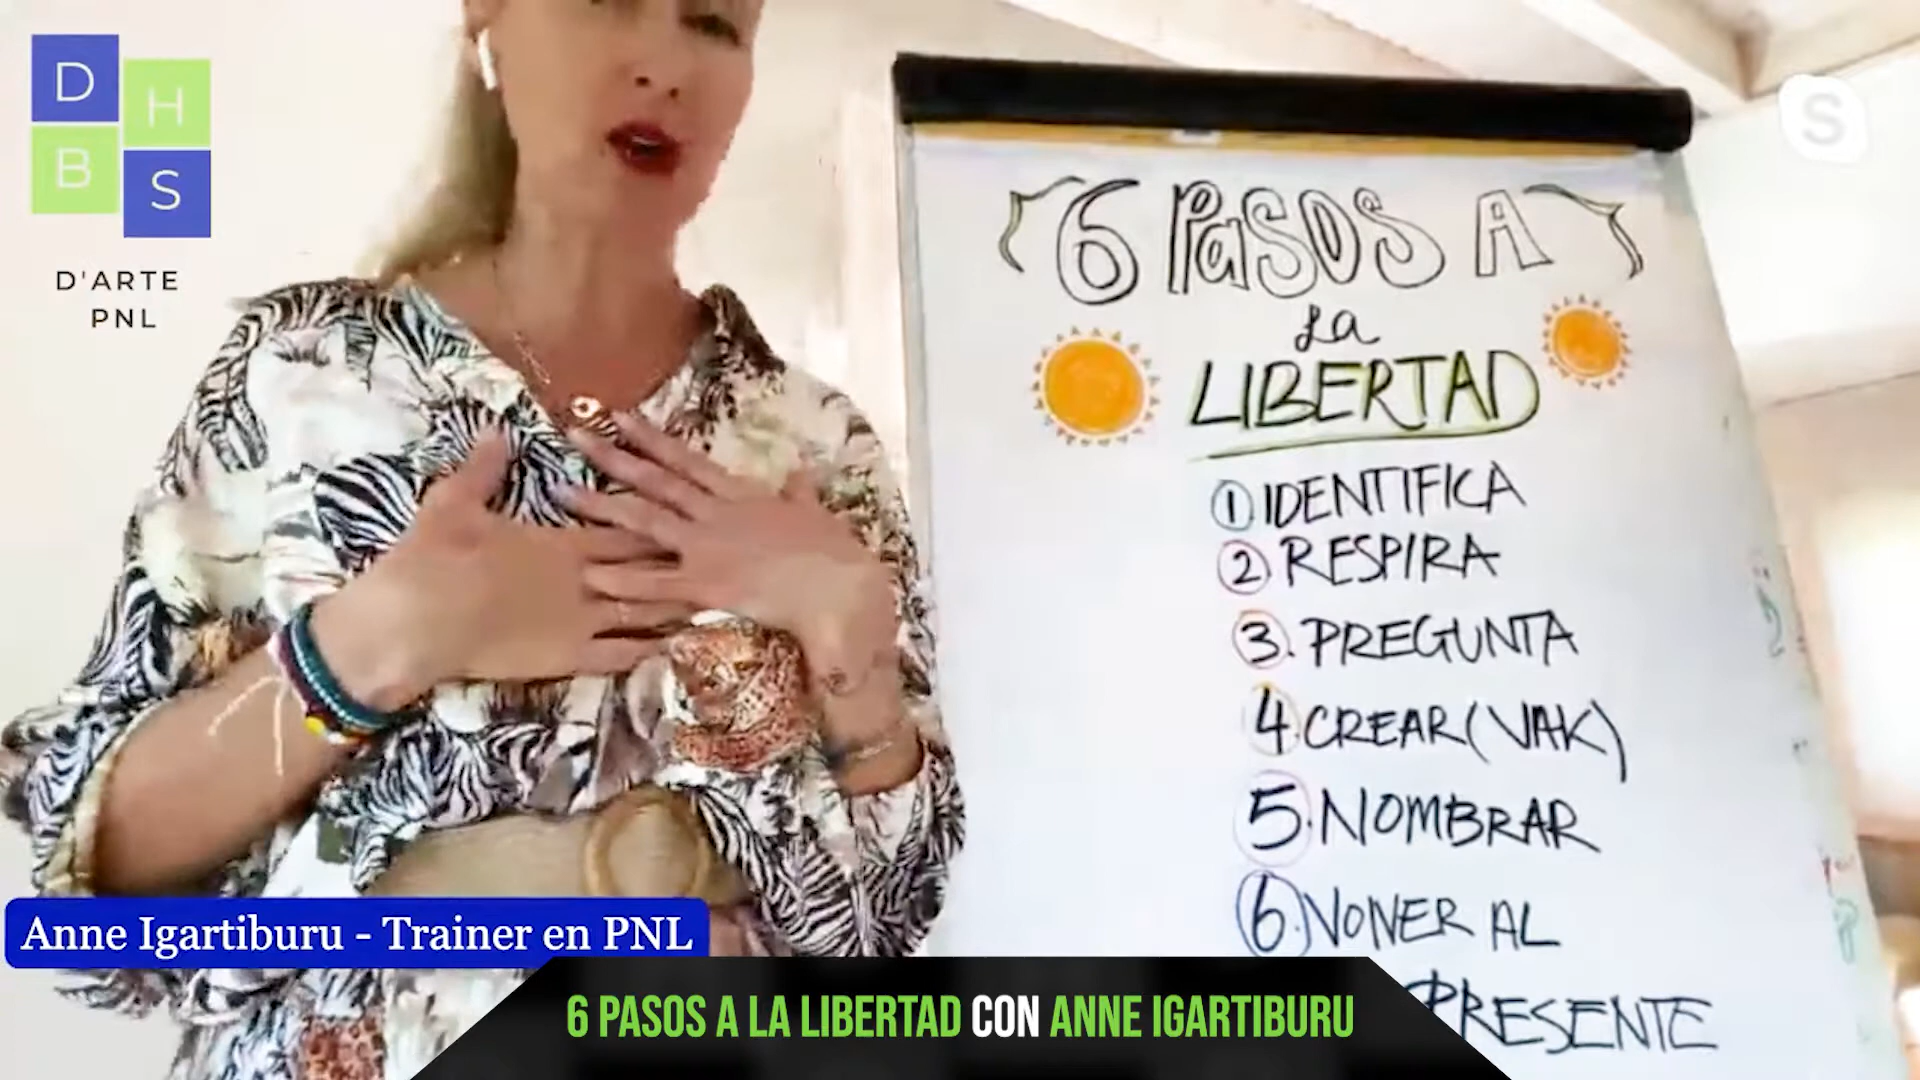 D
H
B
S
D'ARTE
PNL
S
6 PaSOS A
La
LIBERTAD
1 IDENTIFICA
2 RESPIRA
3. PREGUNTA
4 CREAR (VAK)
5. NOMBRAR
6. VOLVER AL
PRESENTE
Anne Igartiburu - Trainer en PNL
6 PASOS A LA LIBERTAD CON ANNE IGARTIBURU